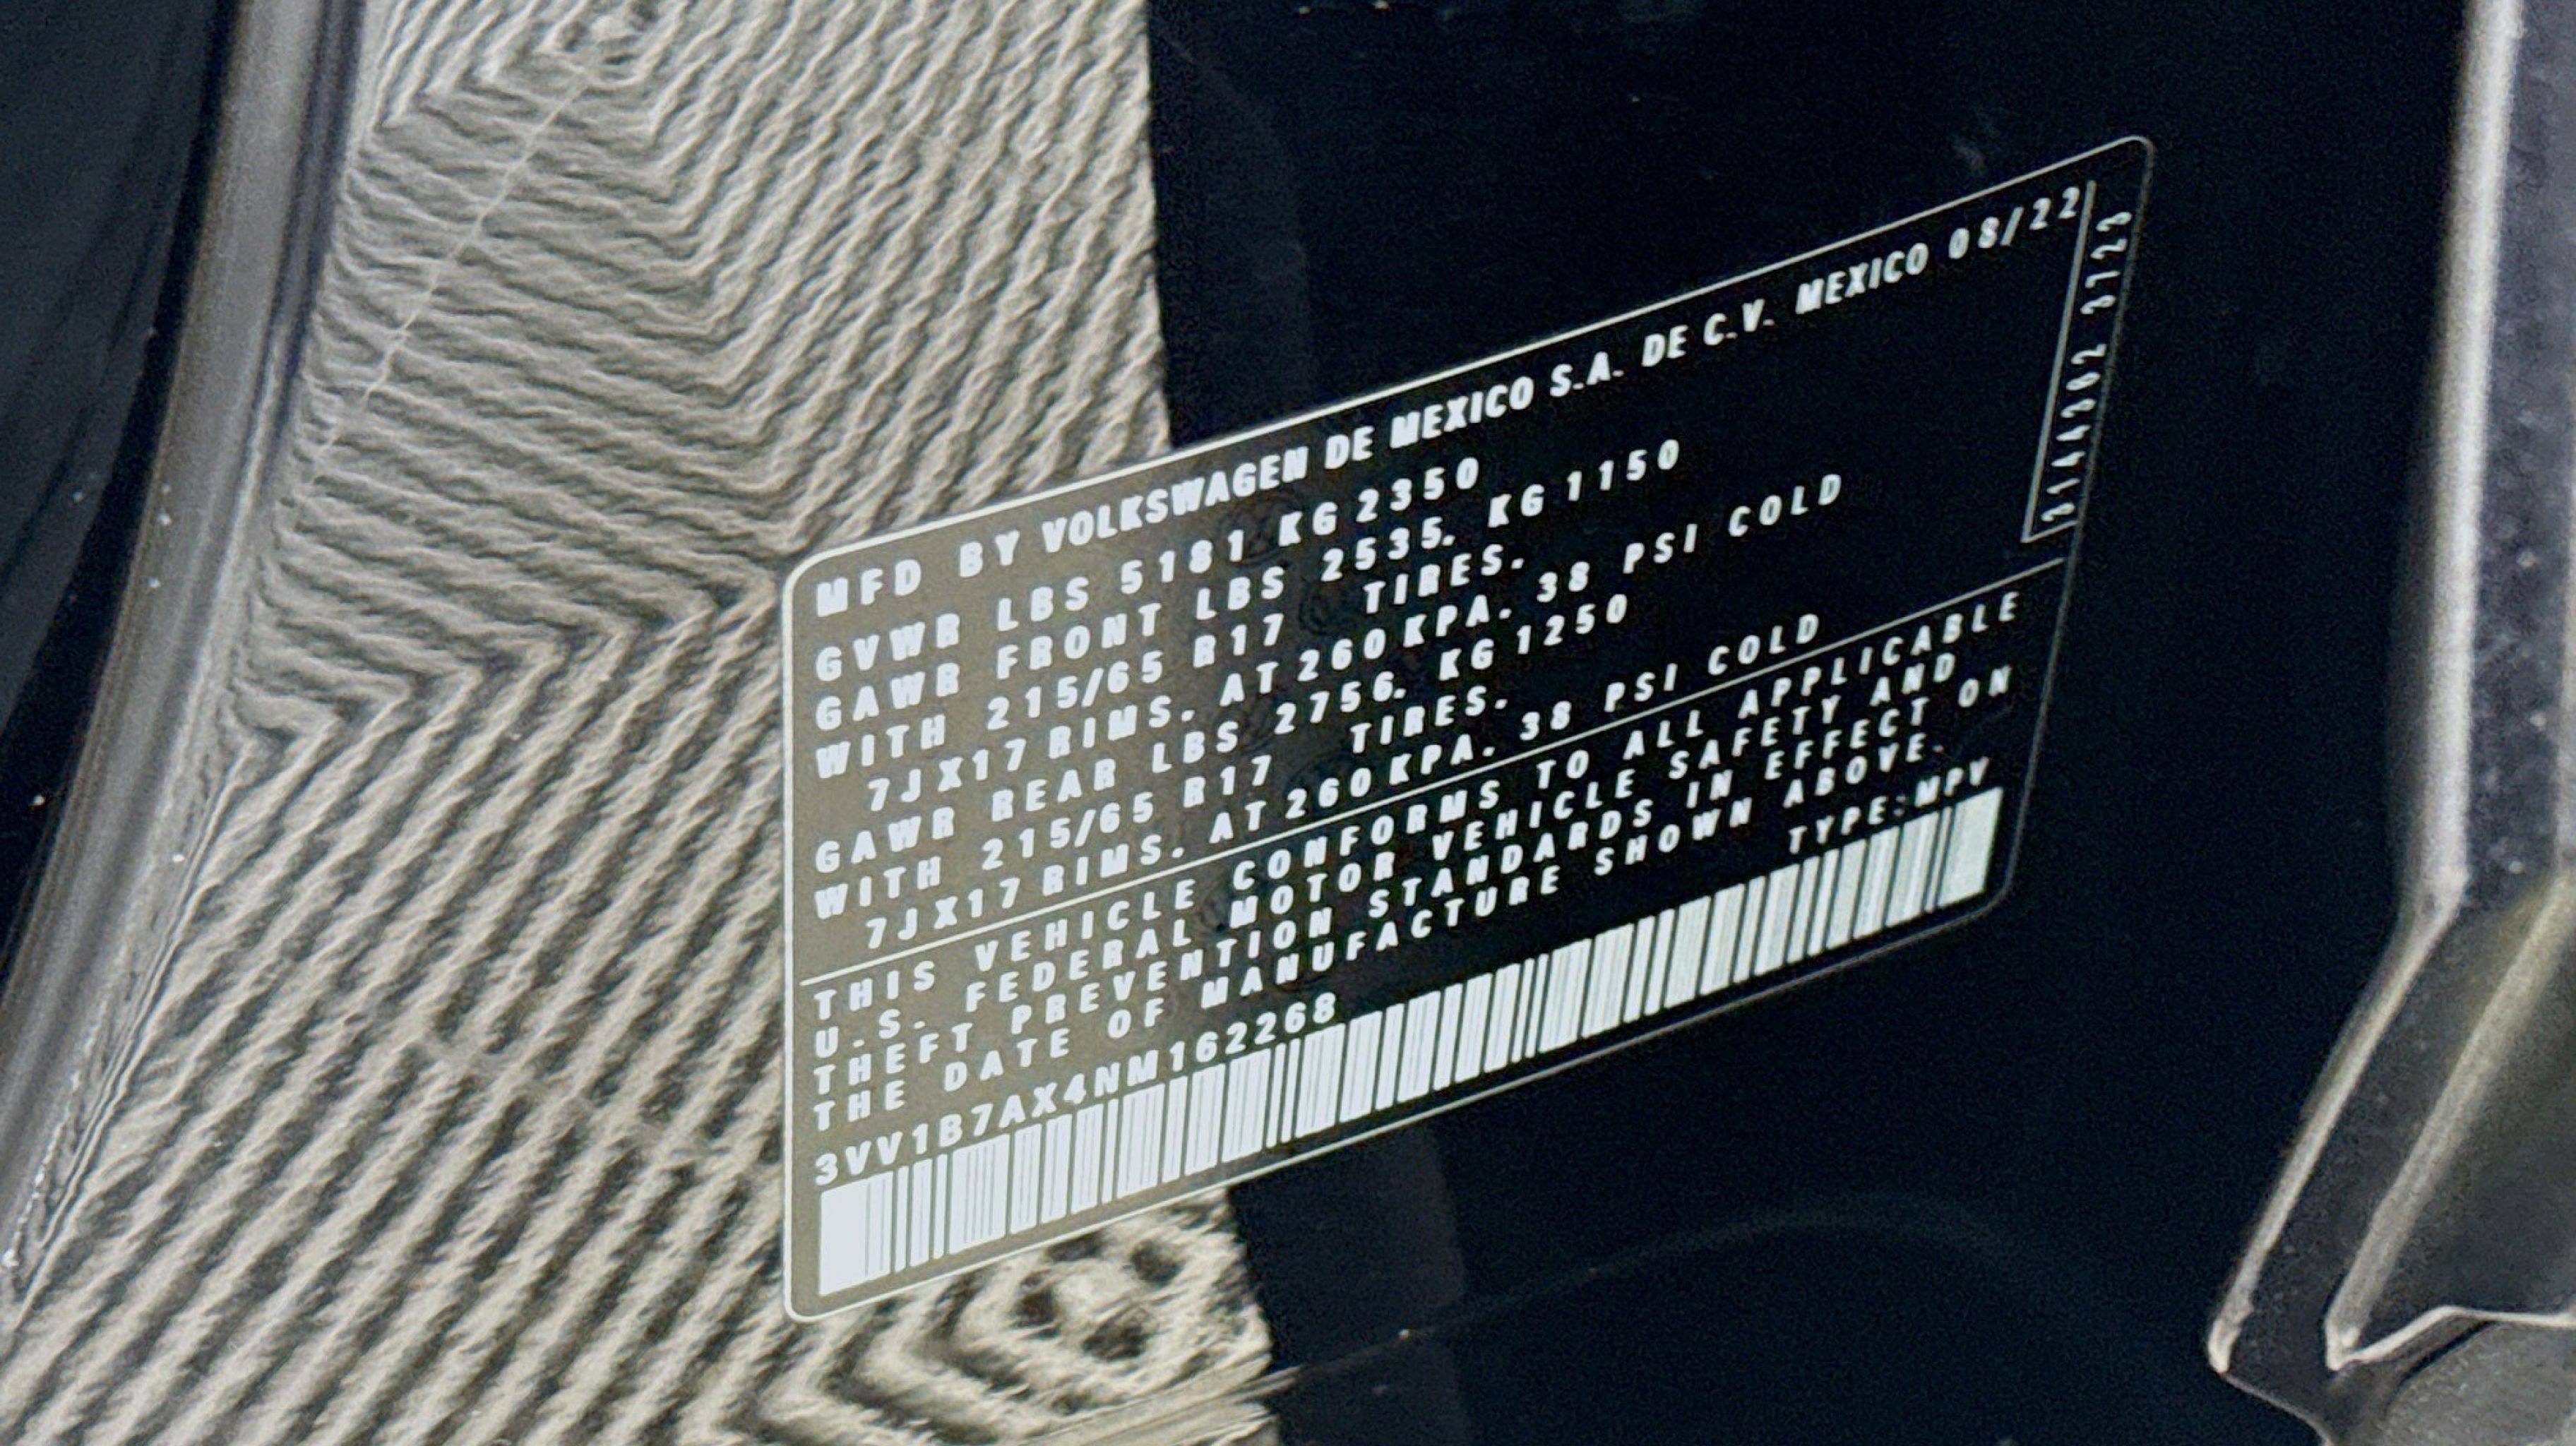 MFD BY VOLKSWAGEN DE MEXICO S.A. DE C.V. MEXICO 08/22
GVWR LBS 5181 KG 2350
GAWR FRONT LBS 2535. KG 1150
WITH 215/65 R17 TIRES.
7JX17 RIMS. AT 260 KPA. 38 PSI COLD
GAWR REAR LBS 2756. KG 1250
WITH 215/65 R17 TIRES.
7JX17 RIMS. AT 260 KPA. 38 PSI COLD
THIS VEHICLE CONFORMS TO ALL APPLICABLE
U.S. FEDERAL MOTOR VEHICLE SAFETY AND
THEFT PREVENTION STANDARDS IN EFFECT ON
THE DATE OF MANUFACTURE SHOWN ABOVE.
3VV1B7AX4NM162268 TYPE:MPV